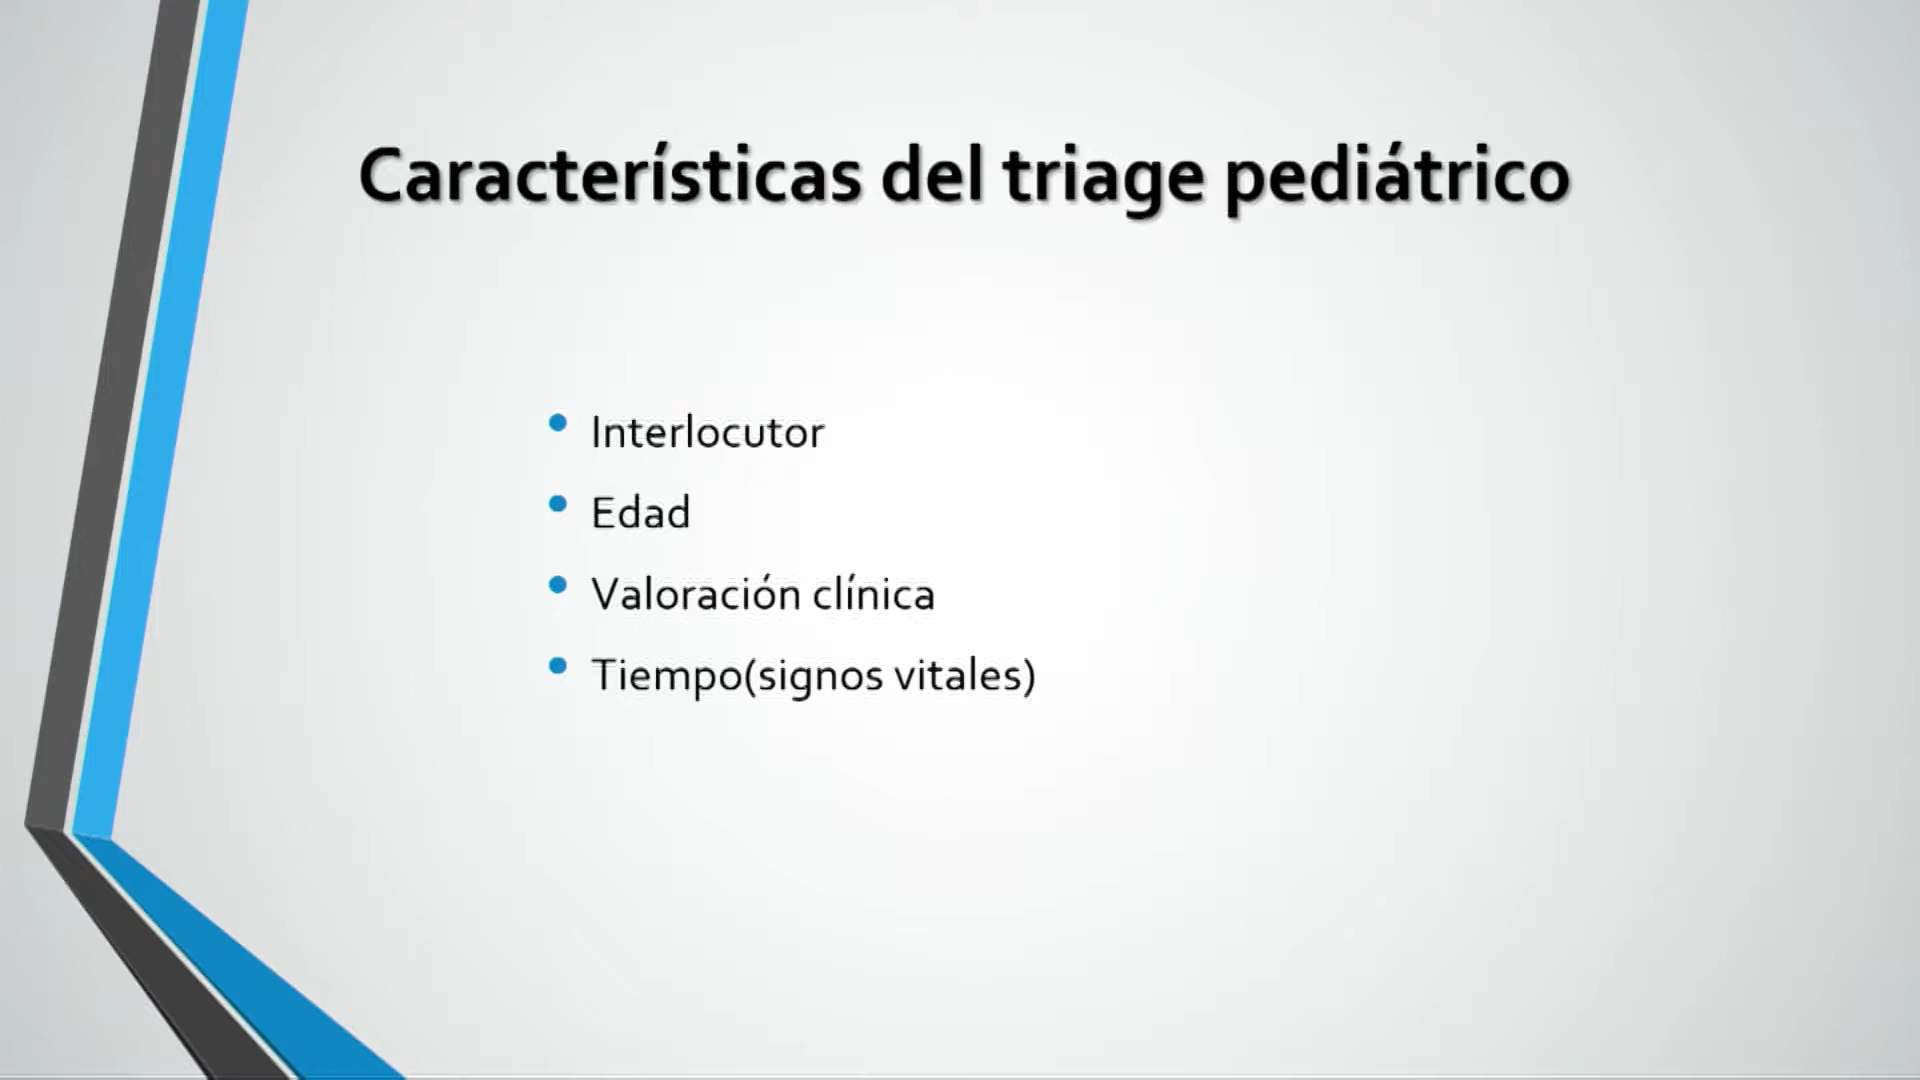 Características del triage pediátrico
• Interlocutor
• Edad
• Valoración clínica
• Tiempo(signos vitales)